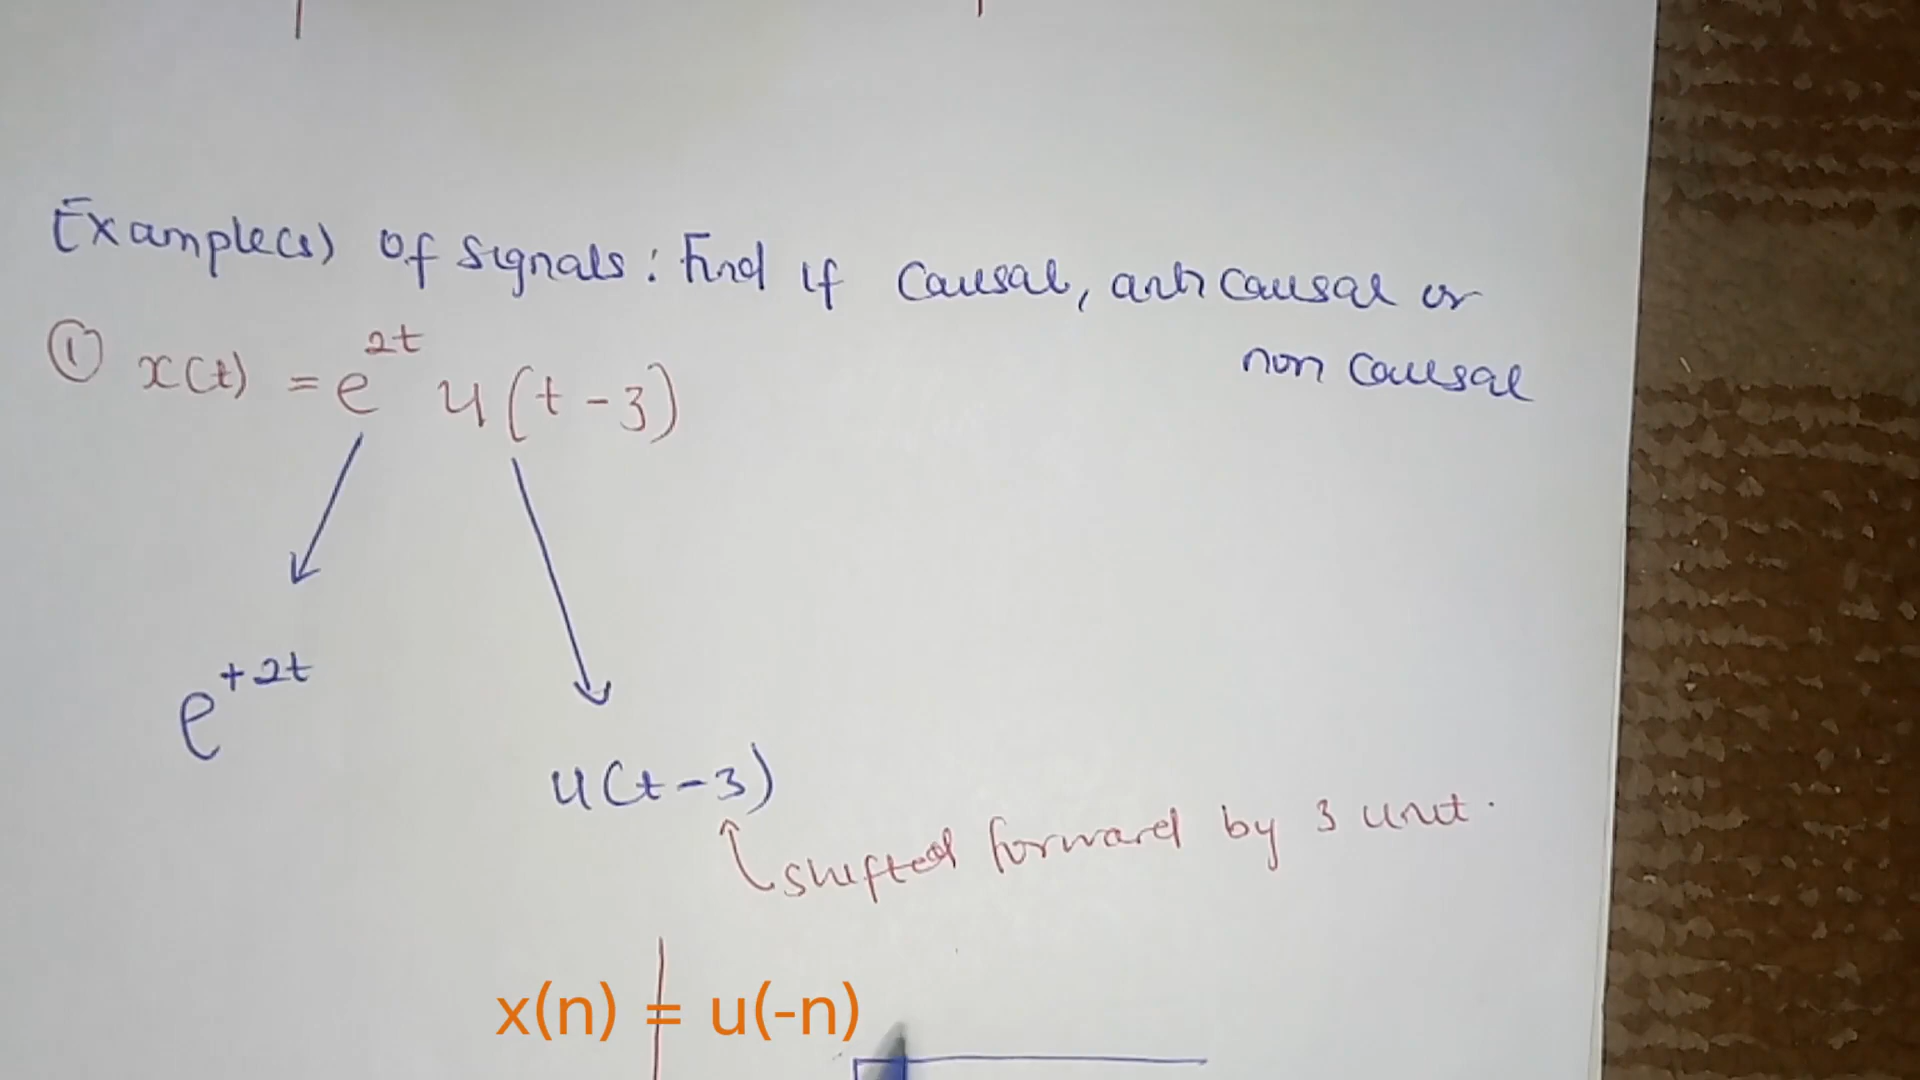 Example(s) of signals: Find if causal, anti causal or
non causal
① x(t) = e^{2t} u(t-3)
e^{+2t}
u(t-3)
shifted forward by 3 unit.
x(n) = u(-n)